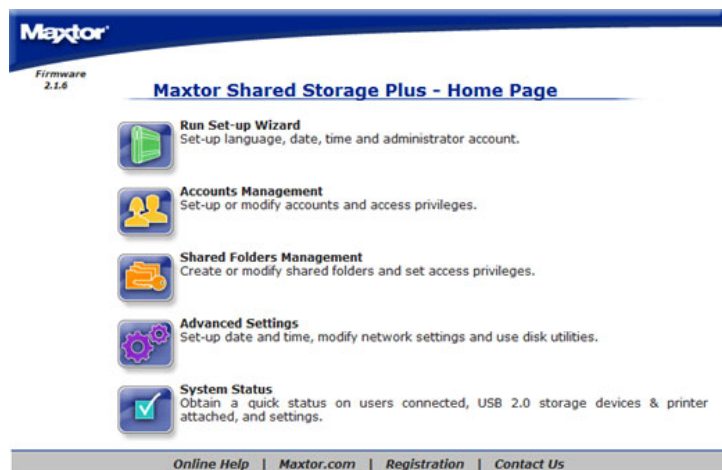 Maxtor
Firmware
2.1.6
Maxtor Shared Storage Plus - Home Page
Run Set-up Wizard
Set-up language, date, time and administrator account.
Accounts Management
Set-up or modify accounts and access privileges.
Shared Folders Management
Create or modify shared folders and set access privileges.
Advanced Settings
Set-up date and time, modify network settings and use disk utilities.
System Status
Obtain a quick status on users connected, USB 2.0 storage devices & printer
attached, and settings.
Online Help | Maxtor.com | Registration | Contact Us